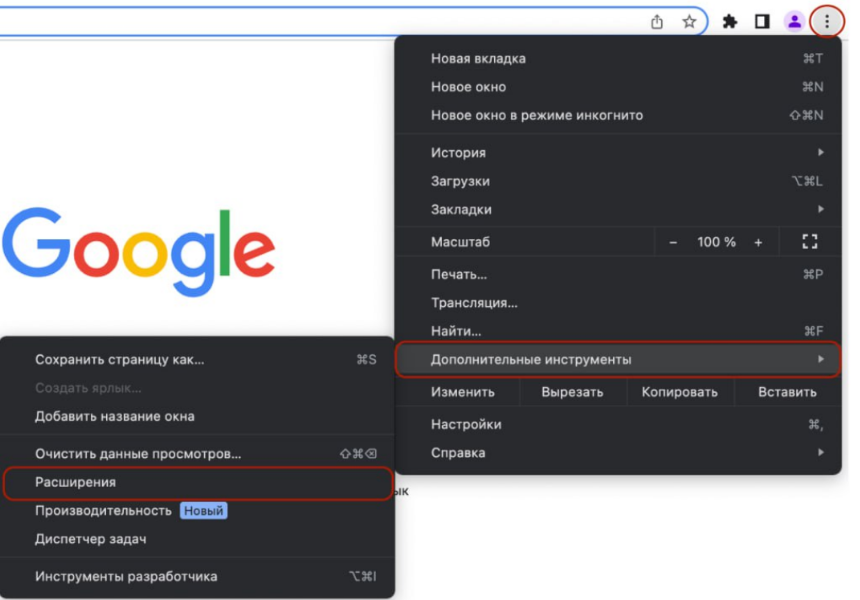 Новая вкладка ⌘T
Новое окно ⌘N
Новое окно в режиме инкогнито ⇧⌘N
История
Загрузки ⌥⌘L
Закладки
Масштаб − 100 % +
Печать... ⌘P
Трансляция...
Найти... ⌘F
Дополнительные инструменты
Изменить Вырезать Копировать Вставить
Настройки ⌘,
Справка
Google
Сохранить страницу как... ⌘S
Создать ярлык...
Добавить название окна
Очистить данные просмотров... ⇧⌘⌫
Расширения
Производительность Новый
Диспетчер задач
Инструменты разработчика ⌥⌘I
ык